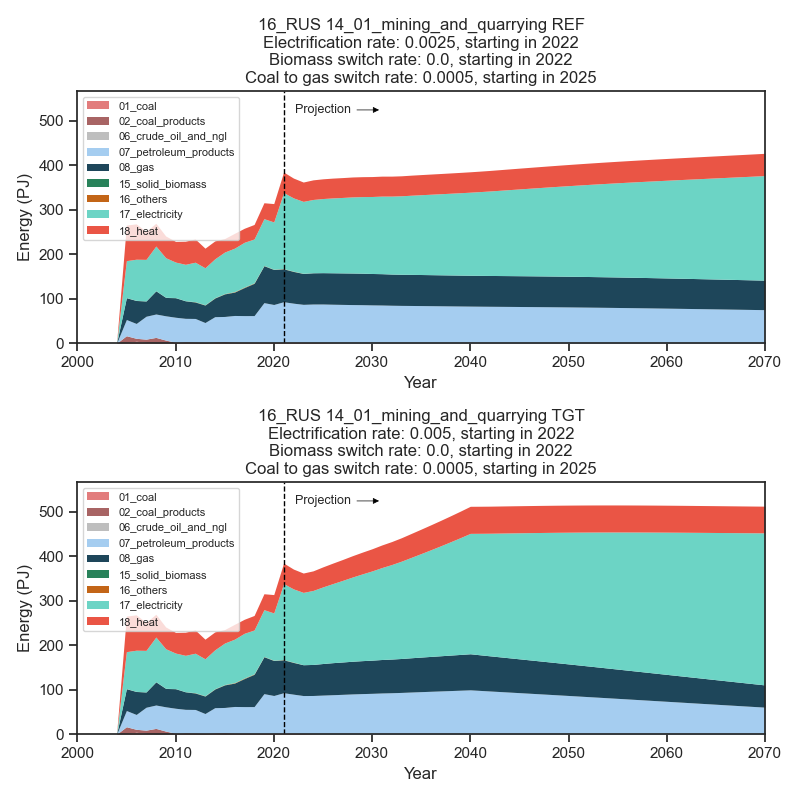 16_RUS 14_01_mining_and_quarrying REF
Electrification rate: 0.0025, starting in 2022
Biomass switch rate: 0.0, starting in 2022
Coal to gas switch rate: 0.0005, starting in 2025
Projection
01_coal
02_coal_products
06_crude_oil_and_ngl
07_petroleum_products
08_gas
15_solid_biomass
16_others
17_electricity
18_heat
Energy (PJ)
500
400
300
200
100
0
2000 2010 2020 2030 2040 2050 2060 2070
Year
16_RUS 14_01_mining_and_quarrying TGT
Electrification rate: 0.005, starting in 2022
Biomass switch rate: 0.0, starting in 2022
Coal to gas switch rate: 0.0005, starting in 2025
Projection
01_coal
02_coal_products
06_crude_oil_and_ngl
07_petroleum_products
08_gas
15_solid_biomass
16_others
17_electricity
18_heat
Energy (PJ)
500
400
300
200
100
0
2000 2010 2020 2030 2040 2050 2060 2070
Year